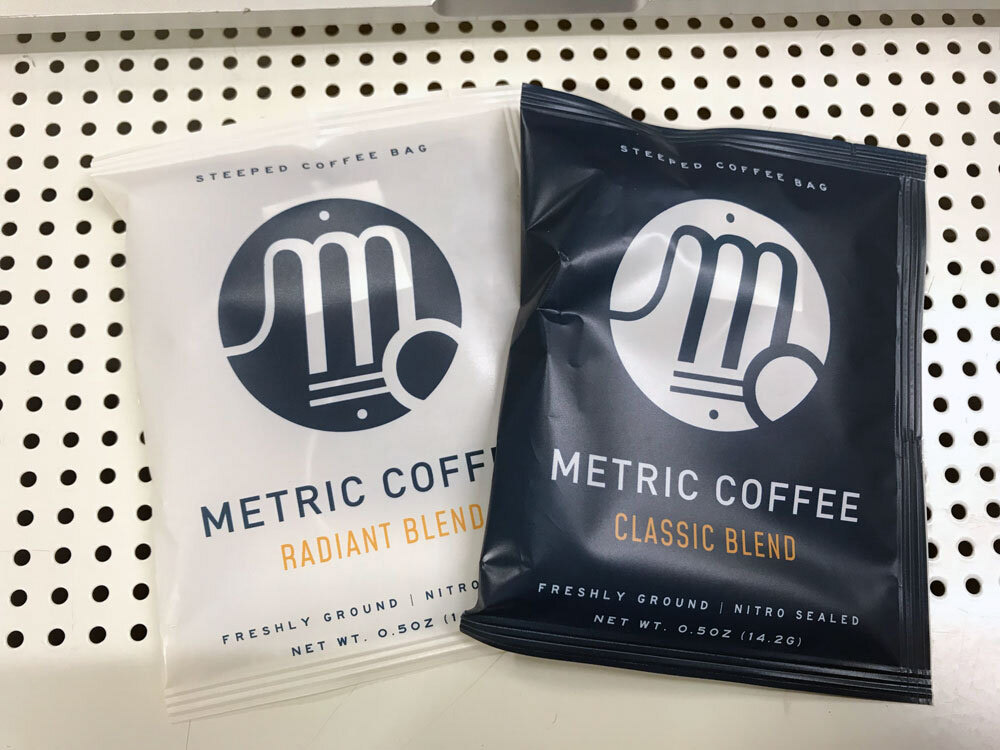 STEEPED COFFEE BAG
METRIC COFF
RADIANT BLEND
FRESHLY GROUND | NITRO
NET WT. 0.5OZ (1
STEEPED COFFEE BAG
METRIC COFFEE
CLASSIC BLEND
FRESHLY GROUND | NITRO SEALED
NET WT. 0.5OZ (14.2G)